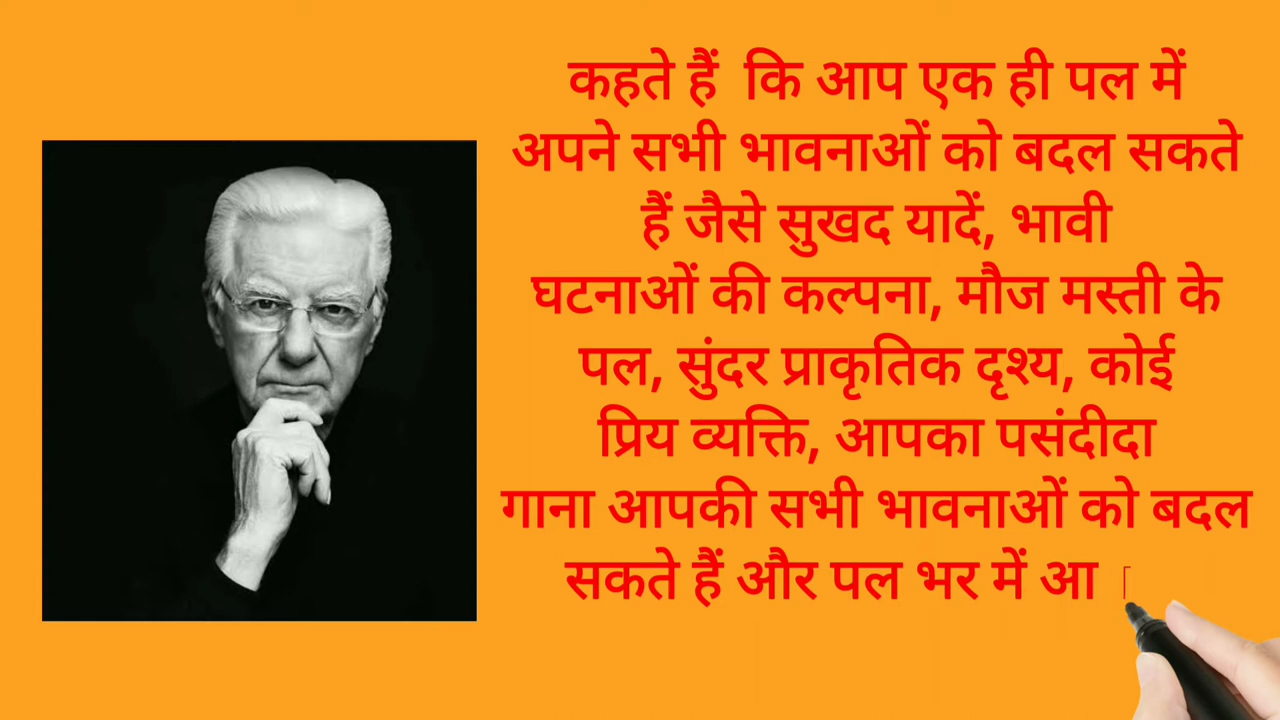 कहते हैं कि आप एक ही पल में
अपने सभी भावनाओं को बदल सकते
हैं जैसे सुखद यादें, भावी
घटनाओं की कल्पना, मौज मस्ती के
पल, सुंदर प्राकृतिक दृश्य, कोई
प्रिय व्यक्ति, आपका पसंदीदा
गाना आपकी सभी भावनाओं को बदल
सकते हैं और पल भर में आ